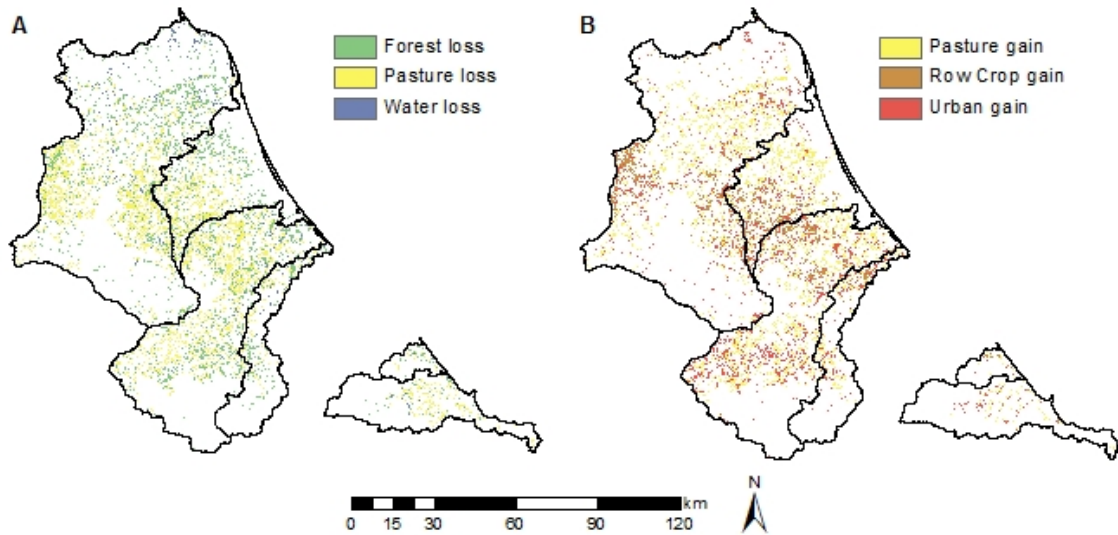 A
Forest loss
Pasture loss
Water loss
B
Pasture gain
Row Crop gain
Urban gain
N
km
0 15 30 60 90 120